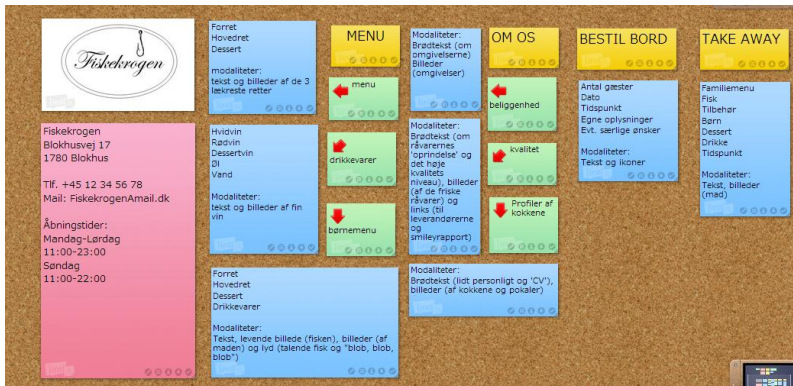 Fiskekrogen
Fiskekrogen
Blokhusvej 17
1780 Blokhus
Tlf. +45 12 34 56 78
Mail: FiskekrogenAmail.dk
Åbningstider:
Mandag-Lørdag
11:00-23:00
Søndag
11:00-22:00
Forret
Hovedret
Dessert
modaliteter:
tekst og billeder af de 3
lækreste retter
Hvidvin
Rødvin
Dessertvin
Øl
Vand
Modaliteter:
tekst og billeder af fin
vin
Forret
Hovedret
Dessert
Drikkevarer
Modaliteter:
Tekst, levende billede (fisken), billeder (af
maden) og lyd (talende fisk og "blob, blob,
blob")
MENU
menu
drikkevarer
børnemenu
Modaliteter:
Brødtekst (om
omgivelserne)
Billeder
(omgivelser)
Modaliteter:
Brødtekst (om
råvarernes
'oprindelse' og
det høje
kvalitets
niveau), billeder
(af de friske
råvarer) og
links (til
leverandørerne
og
smileyrapport)
Modaliteter:
Brødtekst (lidt personligt og 'CV'),
billeder (af kokkene og pokaler)
OM OS
beliggenhed
kvalitet
Profiler af
kokkene
BESTIL BORD
Antal gæster
Dato
Tidspunkt
Egne oplysninger
Evt. særlige ønsker
Modaliteter:
Tekst og ikoner
TAKE AWAY
Familiemenu
Fisk
Tilbehør
Børn
Dessert
Drikke
Tidspunkt
Modaliteter:
Tekst, billeder
(mad)